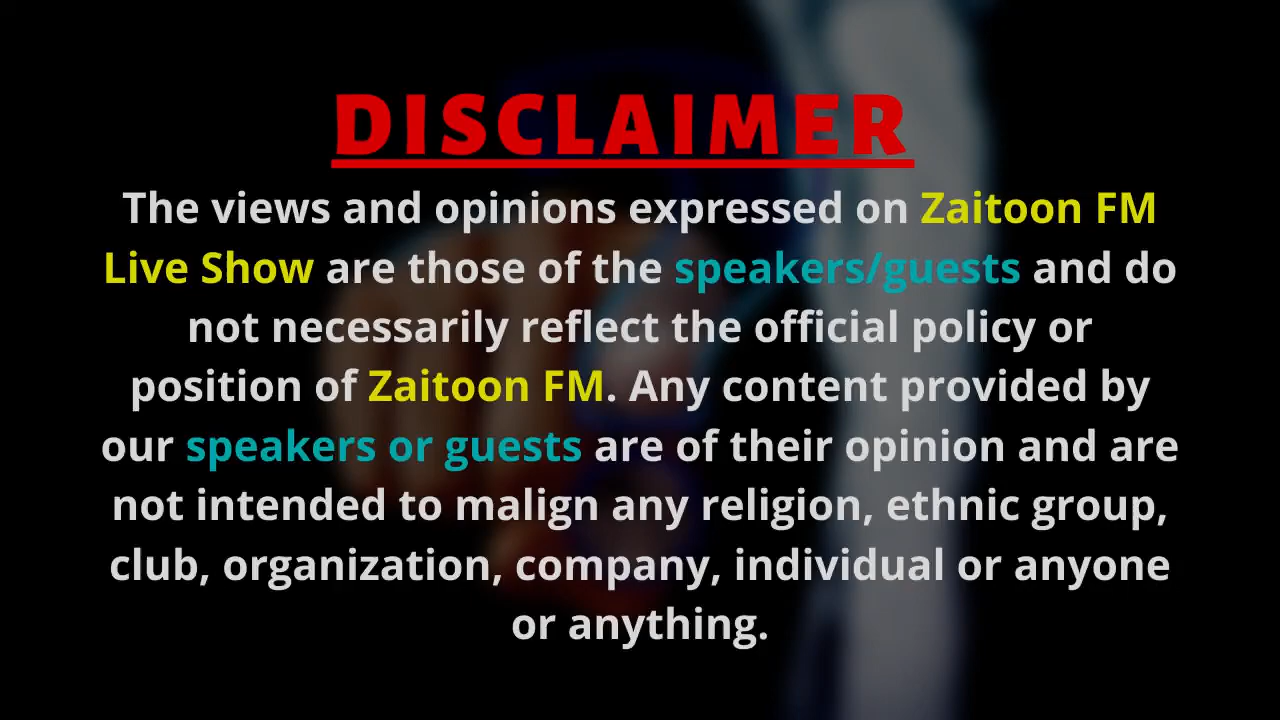 DISCLAIMER
The views and opinions expressed on Zaitoon FM
Live Show are those of the speakers/guests and do
not necessarily reflect the official policy or
position of Zaitoon FM. Any content provided by
our speakers or guests are of their opinion and are
not intended to malign any religion, ethnic group,
club, organization, company, individual or anyone
or anything.